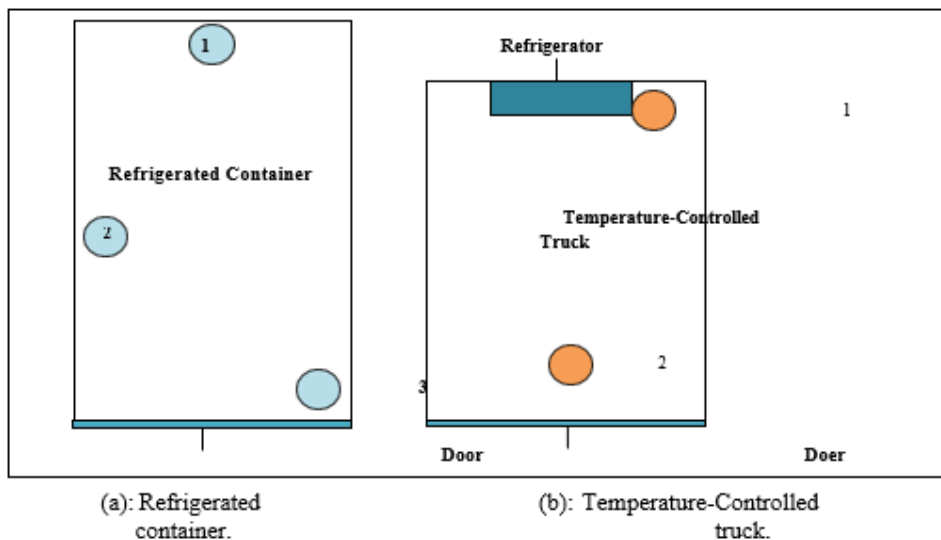 1
Refrigerator
1
Refrigerated Container
2
Temperature-Controlled
Truck
2
3
Door
Doer
(a): Refrigerated
container.
(b): Temperature-Controlled
truck.